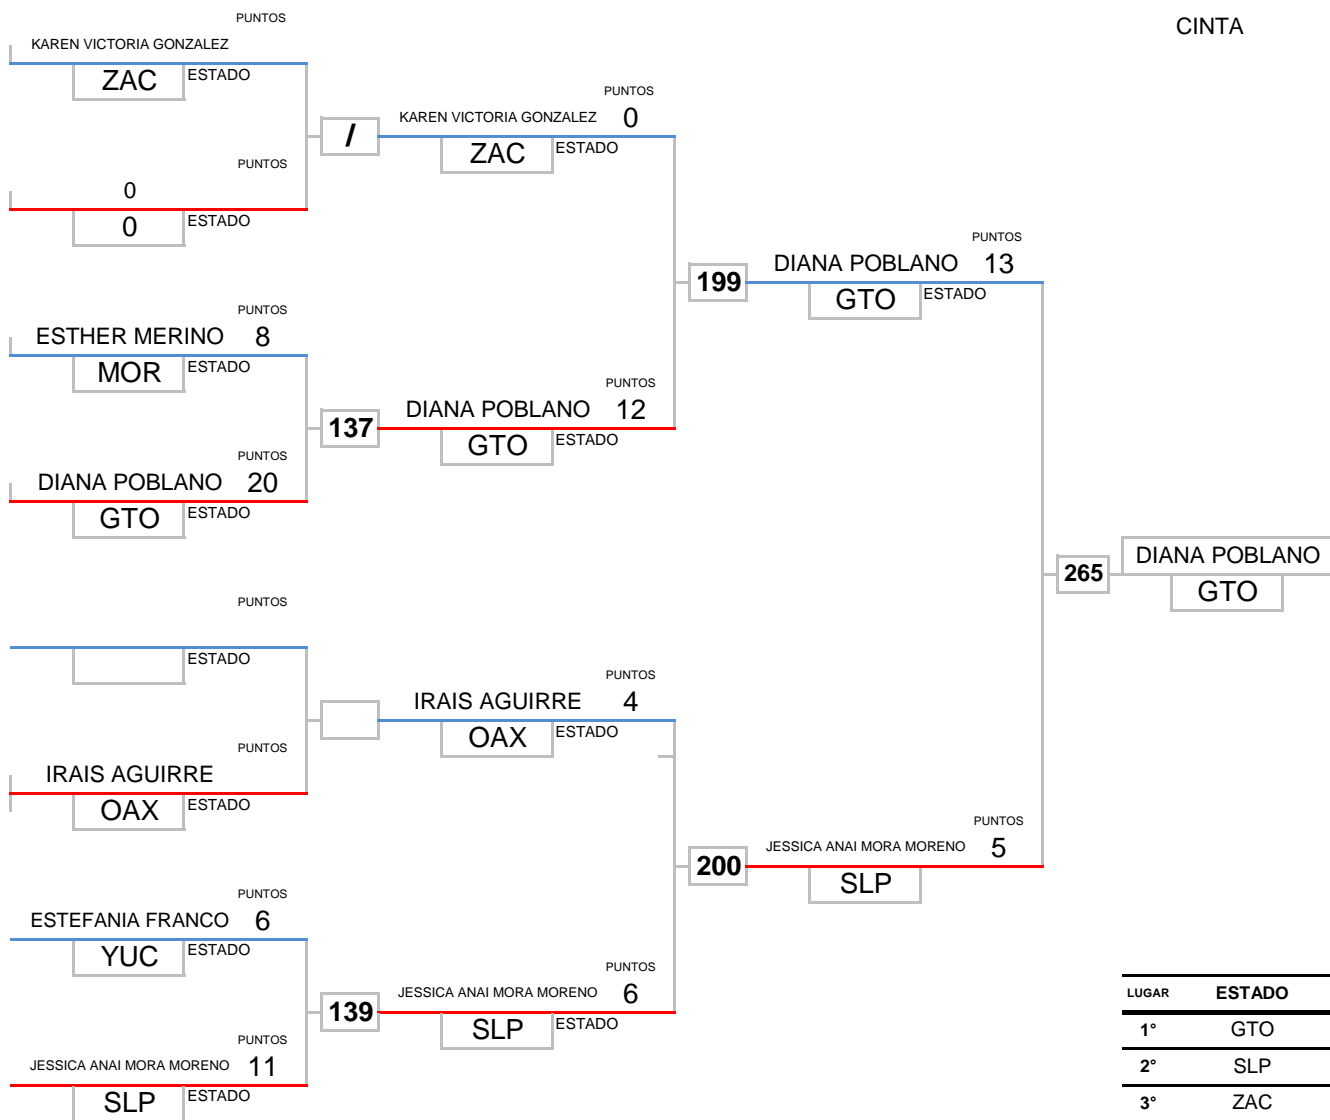 PUNTOS
CINTA
KAREN VICTORIA GONZALEZ
ZAC ESTADO
PUNTOS
KAREN VICTORIA GONZALEZ 0
/
ZAC ESTADO
PUNTOS
0
0 ESTADO
PUNTOS
DIANA POBLANO 13
199
GTO ESTADO
PUNTOS
ESTHER MERINO 8
MOR ESTADO
PUNTOS
DIANA POBLANO 12
137
GTO ESTADO
PUNTOS
DIANA POBLANO 20
GTO ESTADO
DIANA POBLANO
265
GTO
PUNTOS
ESTADO
PUNTOS
IRAIS AGUIRRE 4
OAX ESTADO
PUNTOS
IRAIS AGUIRRE
OAX ESTADO
PUNTOS
JESSICA ANAI MORA MORENO 5
200
SLP
PUNTOS
ESTEFANIA FRANCO 6
YUC ESTADO
PUNTOS
JESSICA ANAI MORA MORENO 6
139
SLP ESTADO
PUNTOS
JESSICA ANAI MORA MORENO 11
SLP ESTADO
LUGAR ESTADO
1° GTO
2° SLP
3° ZAC